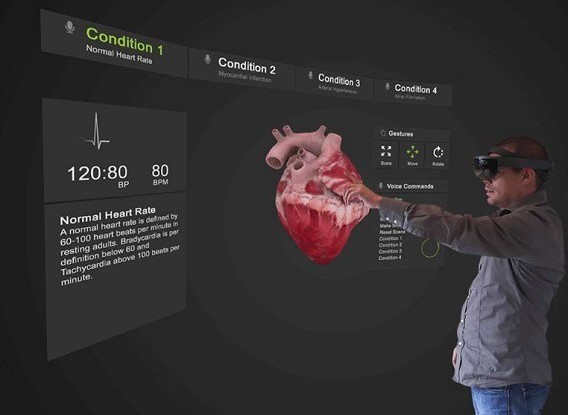 Condition 1
Normal Heart Rate
Condition 2
Myocardial Infarction
Condition 3
Arterial Hypertension
Condition 4
Atrial Fibrillation
120:80
BP
80
BPM
Normal Heart Rate
A normal heart rate is defined by
60-100 heart beats per minute in
resting adults. Bradycardia is per
definition below 60 and
Tachycardia above 100 beats per
minute.
Gestures
Scale
Move
Rotate
Voice Commands
Make
Reset Scene
Condition 1
Condition 2
Condition 3
Condition 4